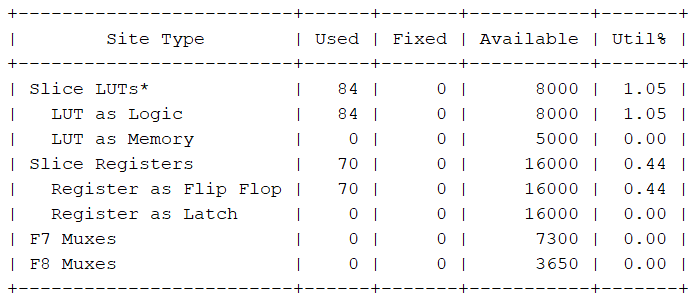 +----------------------------+------+-------+-----------+-------+
|         Site Type          | Used | Fixed | Available | Util% |
+----------------------------+------+-------+-----------+-------+
| Slice LUTs*                |   84 |     0 |      8000 |  1.05 |
|   LUT as Logic             |   84 |     0 |      8000 |  1.05 |
|   LUT as Memory            |    0 |     0 |      5000 |  0.00 |
| Slice Registers            |   70 |     0 |     16000 |  0.44 |
|   Register as Flip Flop    |   70 |     0 |     16000 |  0.44 |
|   Register as Latch        |    0 |     0 |     16000 |  0.00 |
| F7 Muxes                   |    0 |     0 |      7300 |  0.00 |
| F8 Muxes                   |    0 |     0 |      3650 |  0.00 |
+----------------------------+------+-------+-----------+-------+